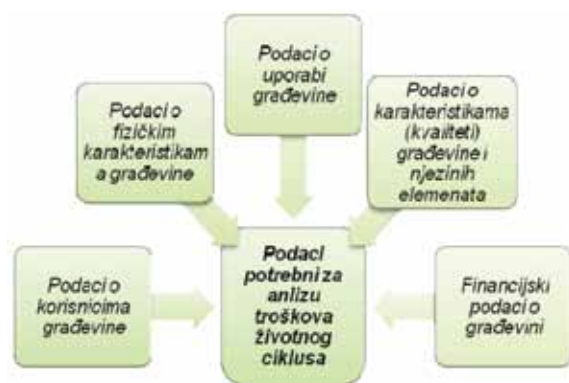 Podaci o
uporabi
građevine
Podaci o
fizičkim
karakteristikam
a građevine
Podaci o
karakteristikama
(kvaliteti)
građevine i
njezinih
elemenata
Podaci o
korisnicima
građevine
Podaci
potrebni za
anlizu
troškova
životnog
ciklusa
Financijski
podaci o
građevini